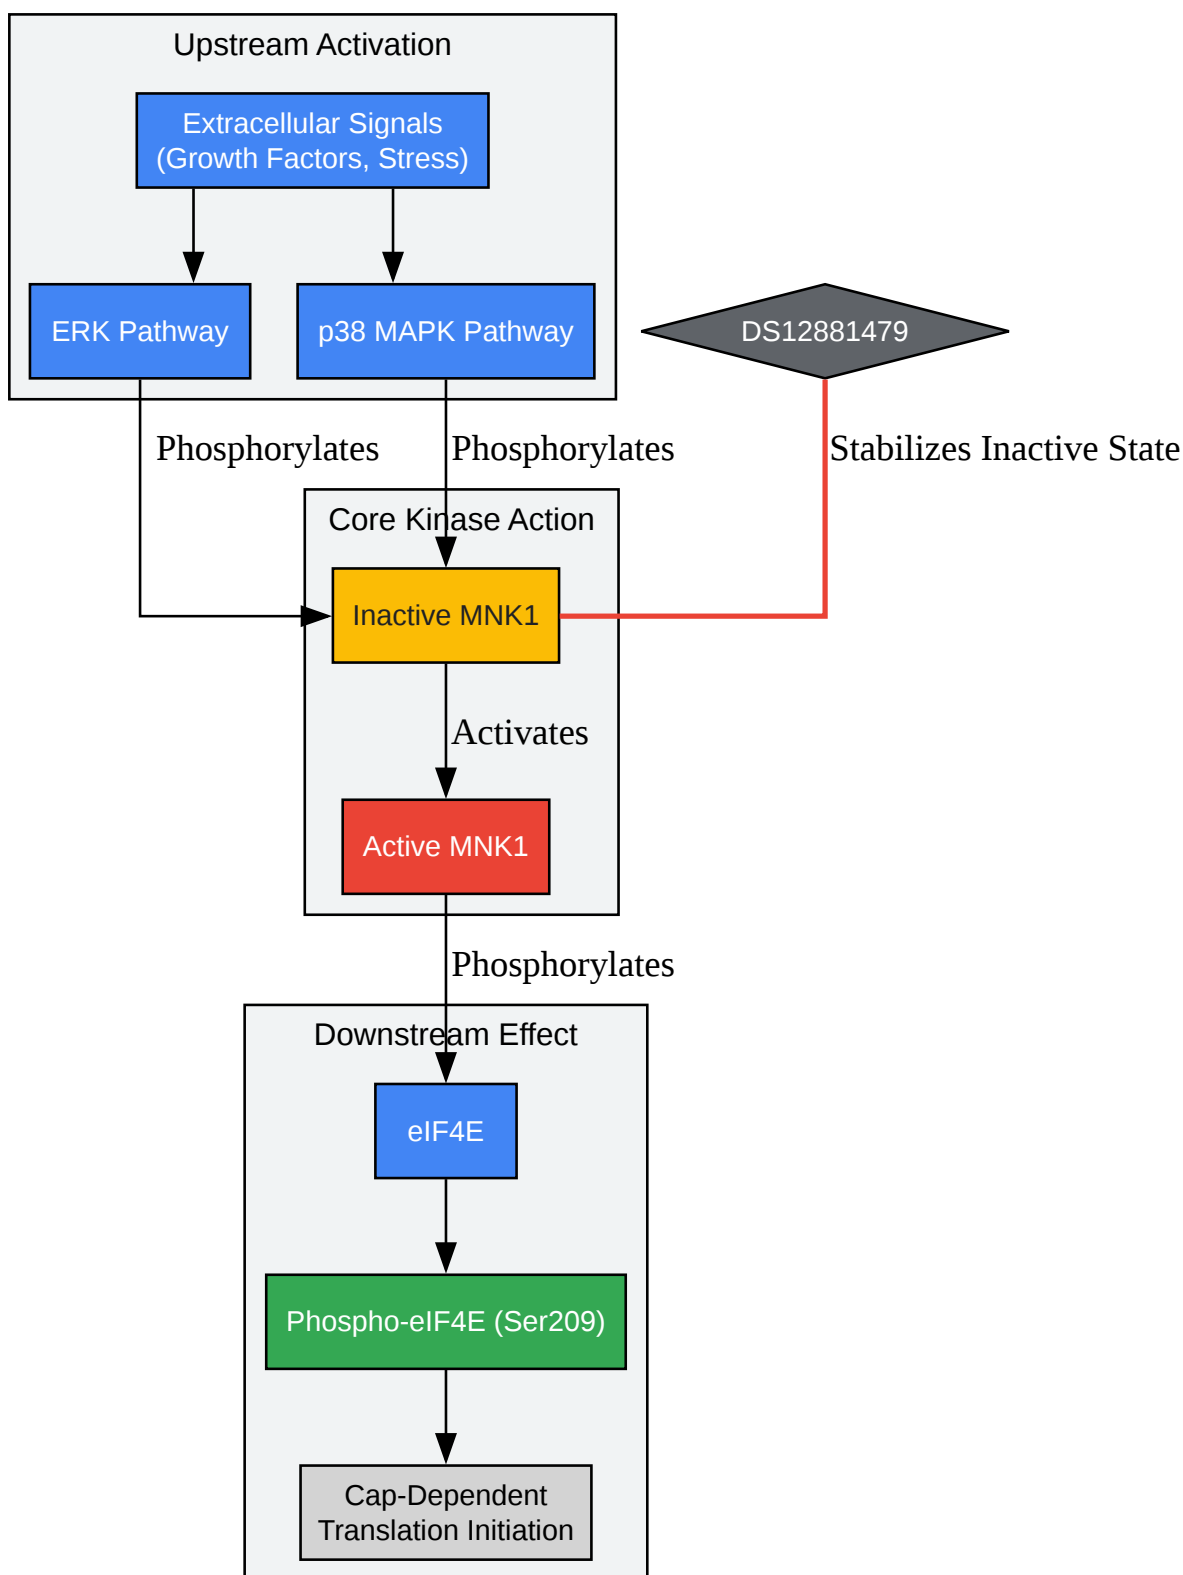 Upstream Activation
Extracellular Signals
(Growth Factors, Stress)
ERK Pathway
p38 MAPK Pathway
DS12881479
Phosphorylates
Phosphorylates
Stabilizes Inactive State
Core Kinase Action
Inactive MNK1
Activates
Active MNK1
Phosphorylates
Downstream Effect
eIF4E
Phospho-eIF4E (Ser209)
Cap-Dependent
Translation Initiation